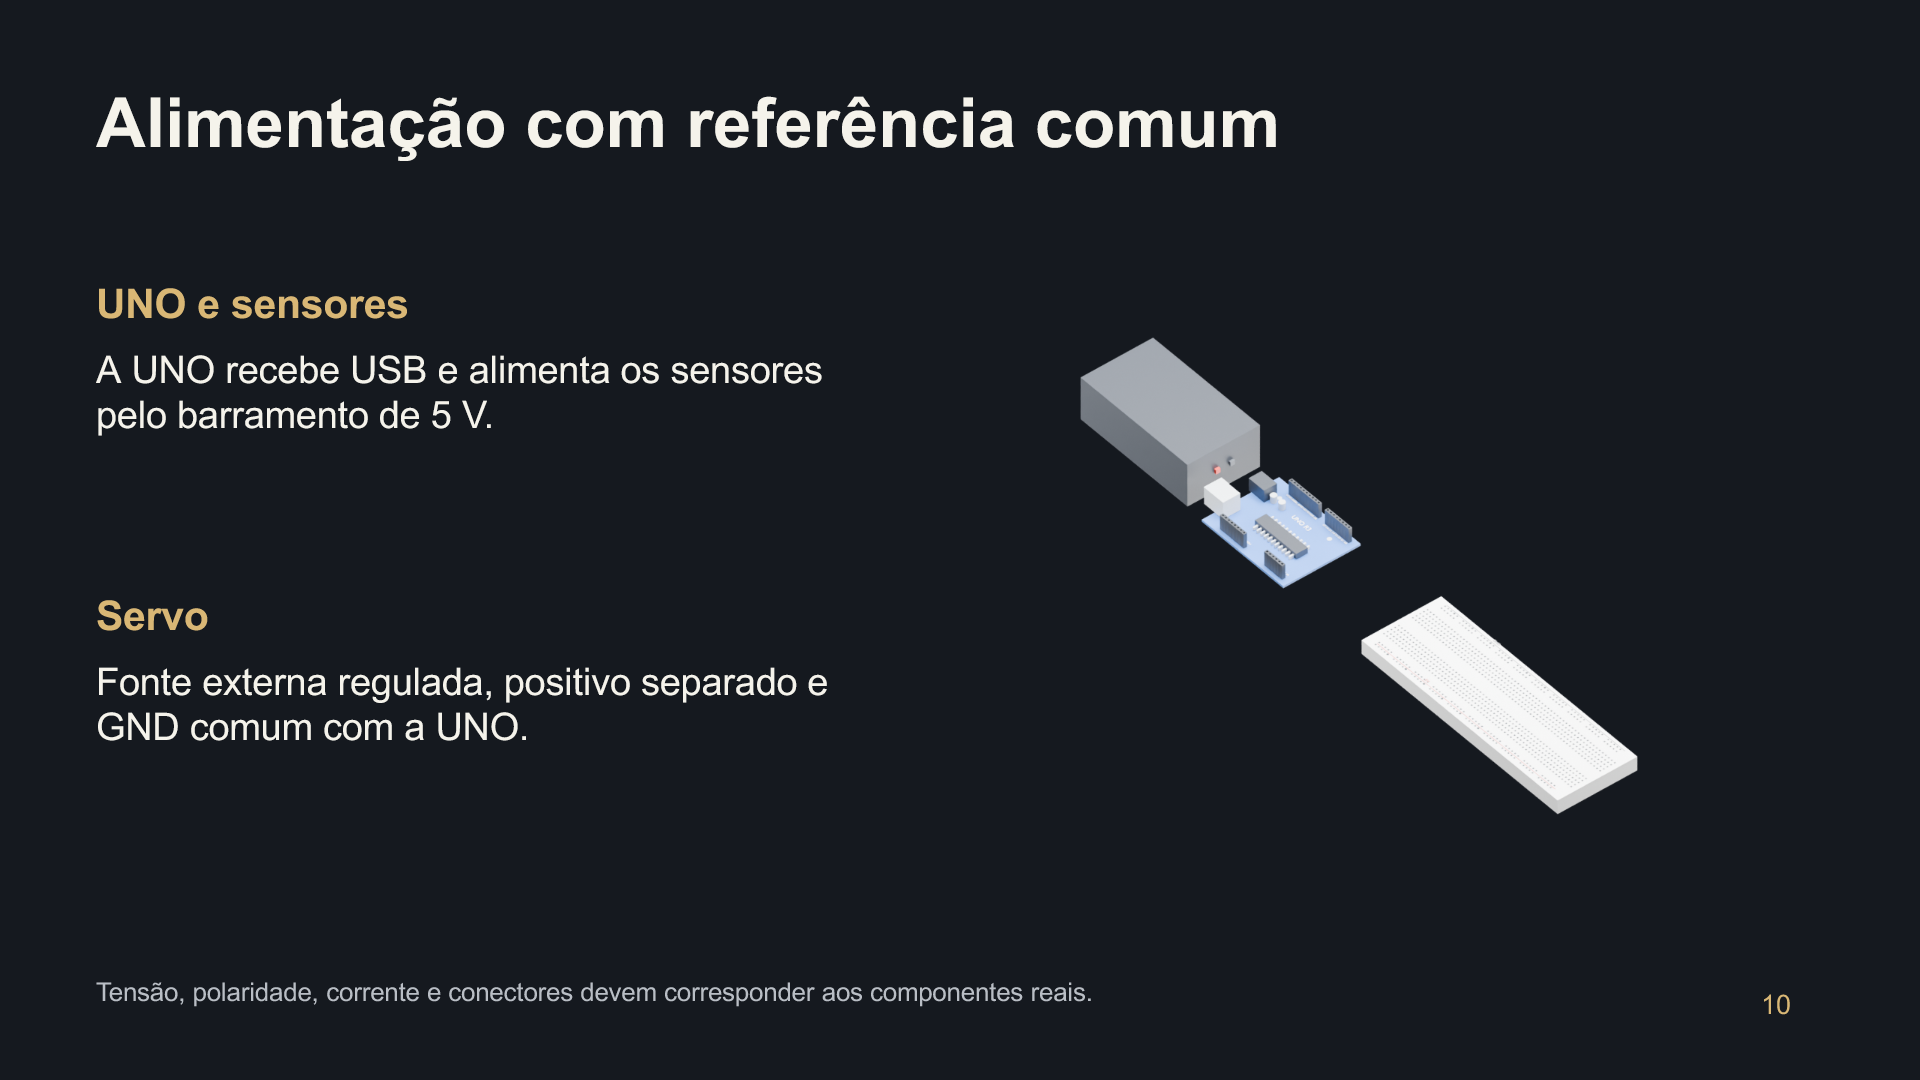 Alimentação com referência comum
UNO e sensores
A UNO recebe USB e alimenta os sensores
pelo barramento de 5 V.
Servo
Fonte externa regulada, positivo separado e
GND comum com a UNO.
Tensão, polaridade, corrente e conectores devem corresponder aos componentes reais.
10